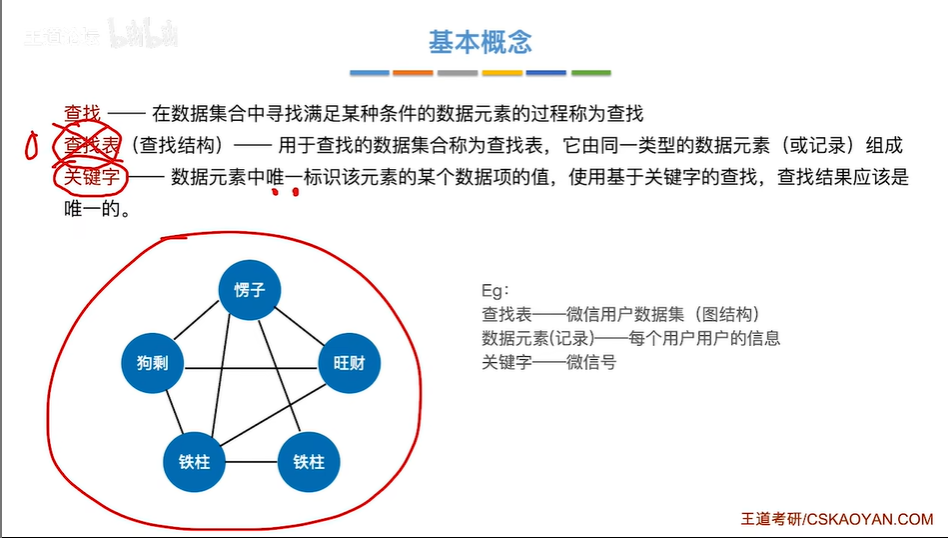 王道论坛 bilibili
基本概念
查找 —— 在数据集合中寻找满足某种条件的数据元素的过程称为查找
查找表（查找结构）—— 用于查找的数据集合称为查找表，它由同一类型的数据元素（或记录）组成
关键字 —— 数据元素中唯一标识该元素的某个数据项的值，使用基于关键字的查找，查找结果应该是
唯一的。
愣子
狗剩
旺财
铁柱
铁柱
Eg：
查找表——微信用户数据集（图结构）
数据元素(记录)——每个用户用户的信息
关键字——微信号
王道考研/CSKAOYAN.COM